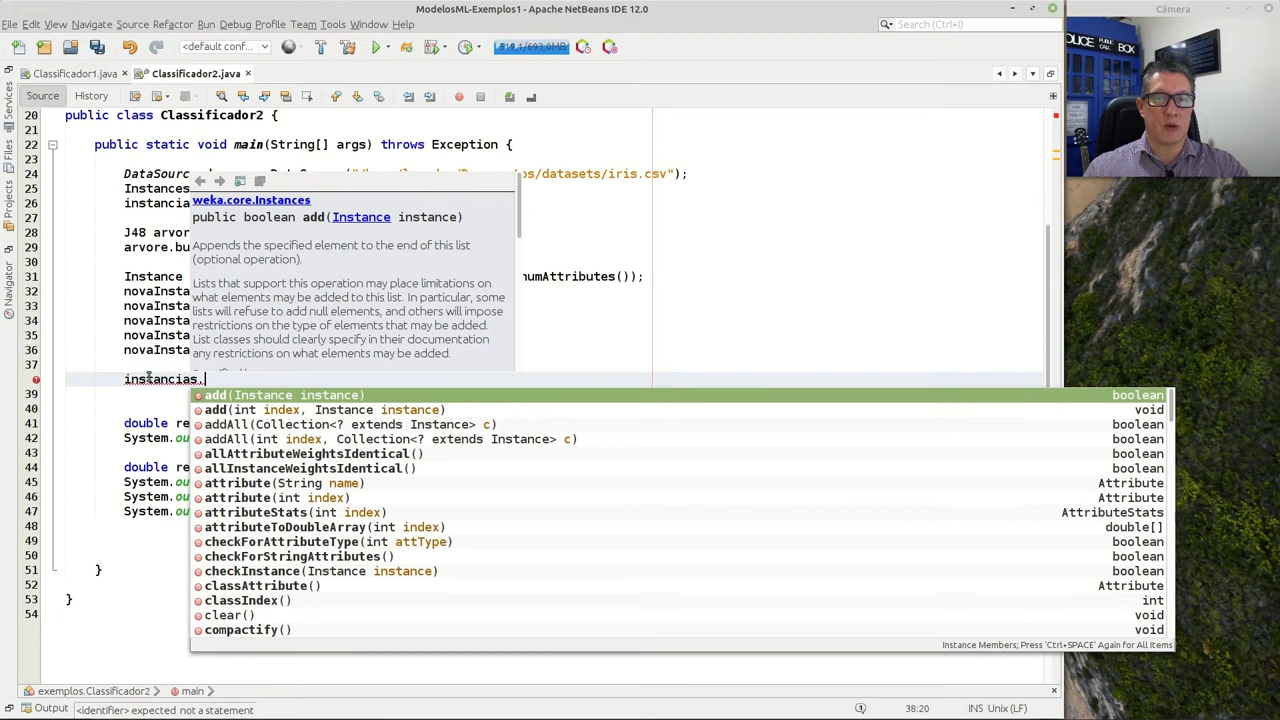 ModelosML-Exemplos1 - Apache NetBeans IDE 12.0
Câmera
File Edit View Navigate Source Refactor Run Debug Profile Team Tools Window Help
Search (Ctrl+I)
<default conf...
Classificador1.java
Classificador2.java
Source History
Services
Files
Projects
Navigator
POLICE PUBLIC CALL BOX
20 public class Classificador2 {
21
22 public static void main(String[] args) throws Exception {
23
24 DataSourc
/datasets/iris.csv");
25 Instances
26 instancia
28 J48 arvor
29 arvore.bu
31 Instance
numAttributes());
32 novaInsta
33 novaInsta
34 novaInsta
35 novaInsta
36 novaInsta
37
instancias.
39
40
41 double re
42 System.ou
43
44 double re
45 System.ou
46 System.ou
47 System.ou
48
50
51 }
52
53 }
54
weka.core.Instances
public boolean add(Instance instance)
Appends the specified element to the end of this list
(optional operation).
Lists that support this operation may place limitations on
what elements may be added to this list. In particular, some
lists will refuse to add null elements, and others will impose
restrictions on the type of elements that may be added.
List classes should clearly specify in their documentation
any restrictions on what elements may be added.
add(Instance instance) boolean
add(int index, Instance instance) void
addAll(Collection<? extends Instance> c) boolean
addAll(int index, Collection<? extends Instance> c) boolean
allAttributeWeightsIdentical() boolean
allInstanceWeightsIdentical() boolean
attribute(String name) Attribute
attribute(int index) Attribute
attributeStats(int index) AttributeStats
attributeToDoubleArray(int index) double[]
checkForAttributeType(int attType) boolean
checkForStringAttributes() boolean
checkInstance(Instance instance) boolean
classAttribute() Attribute
classIndex() int
clear() void
compactify() void
Instance Members; Press 'Ctrl+SPACE' Again for All Items
exemplos.Classificador2
main
Output
<identifier> expected not a statement
38:20
INS Unix (LF)